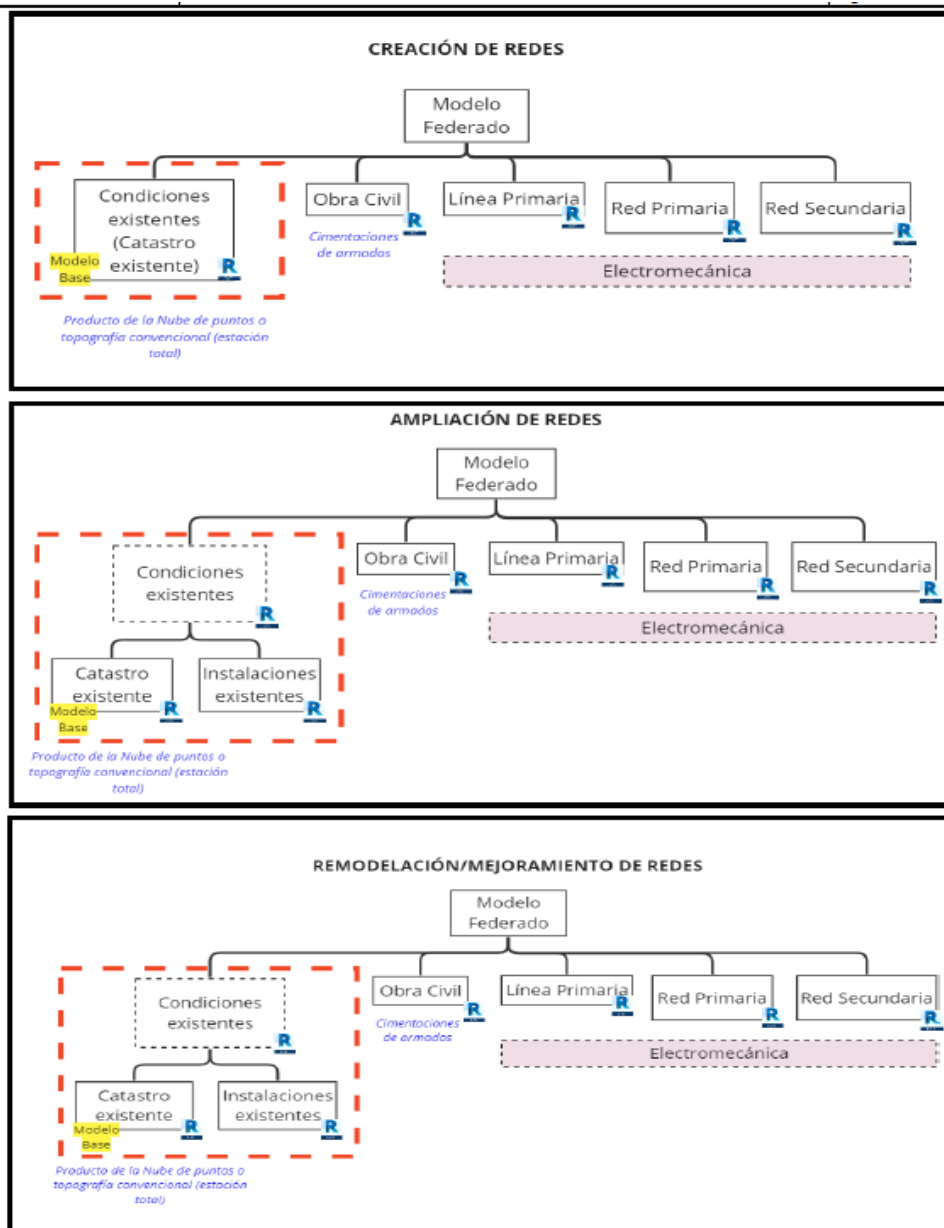 CREACIÓN DE REDES
Modelo
Federado
Condiciones
existentes
(Catastro
existente)
Modelo
Base
R
Producto de la Nube de puntos o
topografía convencional (estación
total)
Obra Civil
R
Cimentaciones
de armados
Línea Primaria
R
Red Primaria
R
Red Secundaria
R
Electromecánica
AMPLIACIÓN DE REDES
Modelo
Federado
Condiciones
existentes
R
Catastro
existente
Modelo
Base
R
Instalaciones
existentes
R
Producto de la Nube de puntos o
topografía convencional (estación
total)
Obra Civil
R
Cimentaciones
de armados
Línea Primaria
R
Red Primaria
R
Red Secundaria
R
Electromecánica
REMODELACIÓN/MEJORAMIENTO DE REDES
Modelo
Federado
Condiciones
existentes
R
Catastro
existente
Modelo
Base
R
Instalaciones
existentes
R
Producto de la Nube de puntos o
topografía convencional (estación
total)
Obra Civil
R
Cimentaciones
de armados
Línea Primaria
R
Red Primaria
R
Red Secundaria
R
Electromecánica